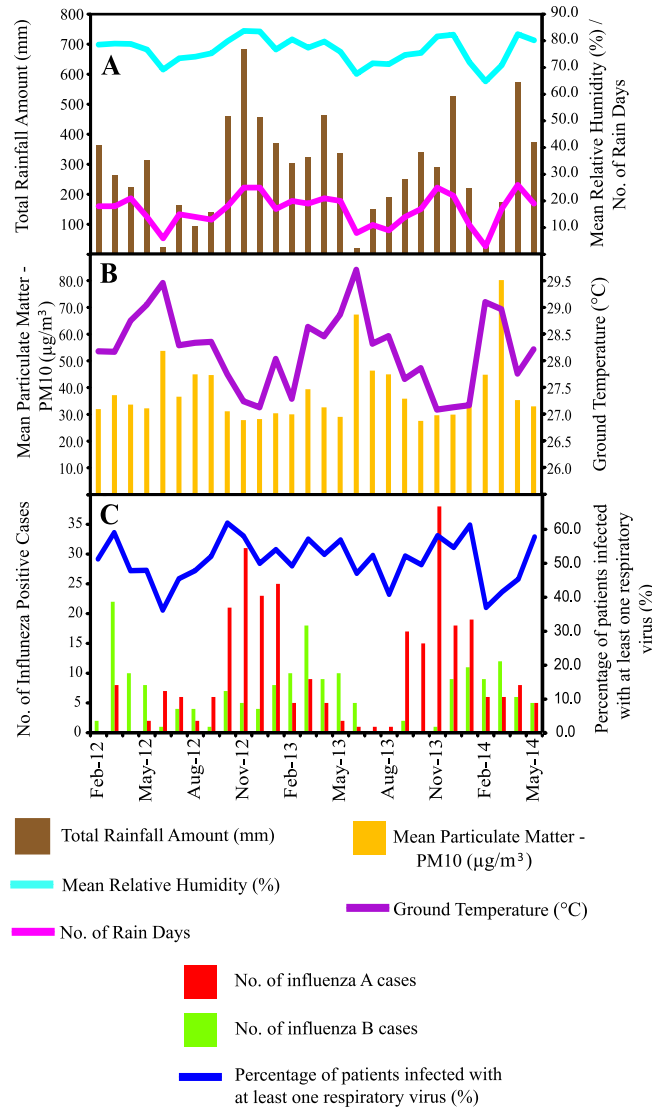 A
Total Rainfall Amount (mm)
800
700
600
500
400
300
200
100
90.0
80.0
70.0
60.0
50.0
40.0
30.0
20.0
10.0
Mean Relative Humidity (%) /
No. of Rain Days
B
Mean Particulate Matter -
PM10 (µg/m³)
80.0
70.0
60.0
50.0
40.0
30.0
20.0
10.0
29.5
29.0
28.5
28.0
27.5
27.0
26.5
26.0
Ground Temperature (°C)
C
No. of Influneza Positive Cases
35
30
25
20
15
10
5
0
60.0
50.0
40.0
30.0
20.0
10.0
0.0
Percentage of patients infected
with at least one respiratory
virus (%)
Feb-12
May-12
Aug-12
Nov-12
Feb-13
May-13
Aug-13
Nov-13
Feb-14
May-14
Total Rainfall Amount (mm)
Mean Particulate Matter -
PM10 (µg/m³)
Mean Relative Humidity (%)
Ground Temperature (°C)
No. of Rain Days
No. of influenza A cases
No. of influenza B cases
Percentage of patients infected with
at least one respiratory virus (%)